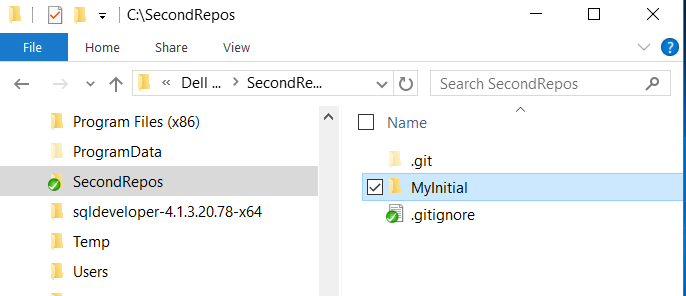 C:\SecondRepos
File Home Share View
« Dell ... > SecondRe... Search SecondRepos
Program Files (x86)
ProgramData
SecondRepos
sqldeveloper-4.1.3.20.78-x64
Temp
Users
Name
.git
MyInitial
.gitignore